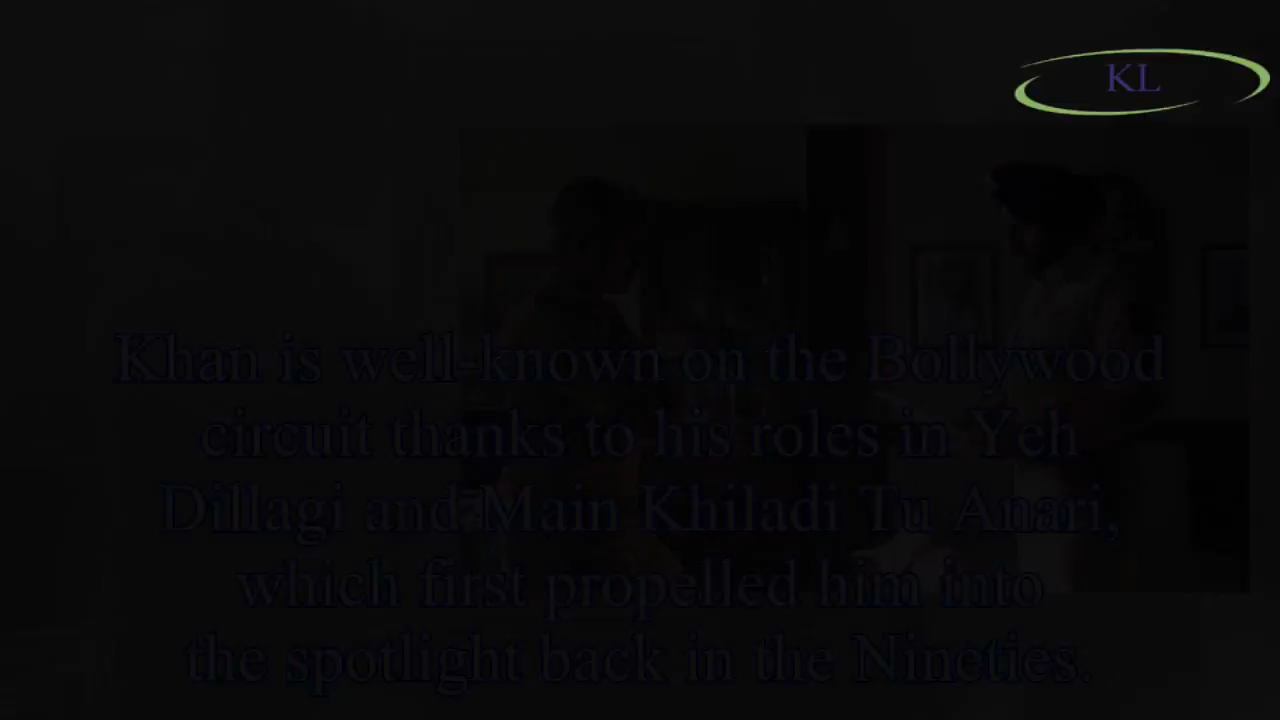 KL
Khan is well-known on the Bollywood
circuit thanks to his roles in Yeh
Dillagi and Main Khiladi Tu Anari,
which first propelled him into
the spotlight back in the Nineties.